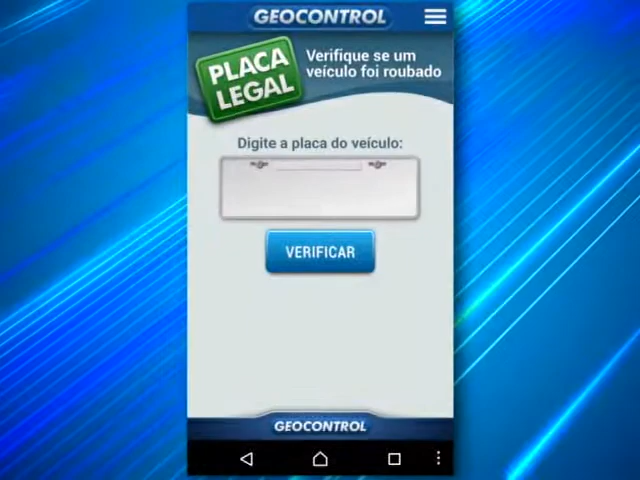 GEOCONTROL
PLACA
LEGAL
Verifique se um
veículo foi roubado
Digite a placa do veículo:
VERIFICAR
GEOCONTROL